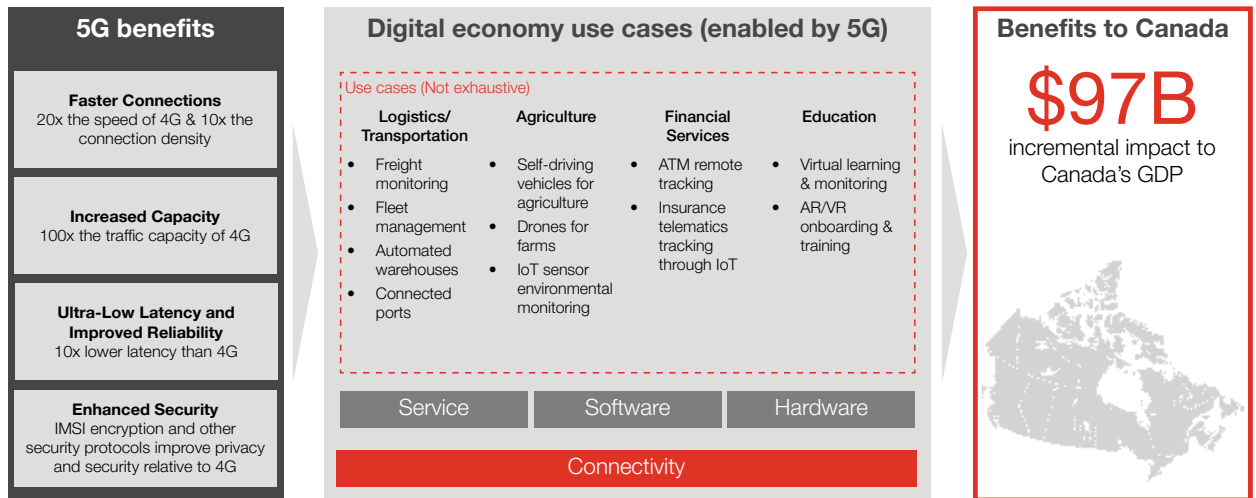 5G benefits
Faster Connections
20x the speed of 4G & 10x the
connection density
Increased Capacity
100x the traffic capacity of 4G
Ultra-Low Latency and
Improved Reliability
10x lower latency than 4G
Enhanced Security
IMSI encryption and other
security protocols improve privacy
and security relative to 4G
Digital economy use cases (enabled by 5G)
Use cases (Not exhaustive)
Logistics/
Transportation
• Freight
monitoring
• Fleet
management
• Automated
warehouses
• Connected
ports
Agriculture
• Self-driving
vehicles for
agriculture
• Drones for
farms
• IoT sensor
environmental
monitoring
Financial
Services
• ATM remote
tracking
• Insurance
telematics
tracking
through IoT
Education
• Virtual learning
& monitoring
• AR/VR
onboarding &
training
Service
Software
Hardware
Connectivity
Benefits to Canada
$97B
incremental impact to
Canada's GDP